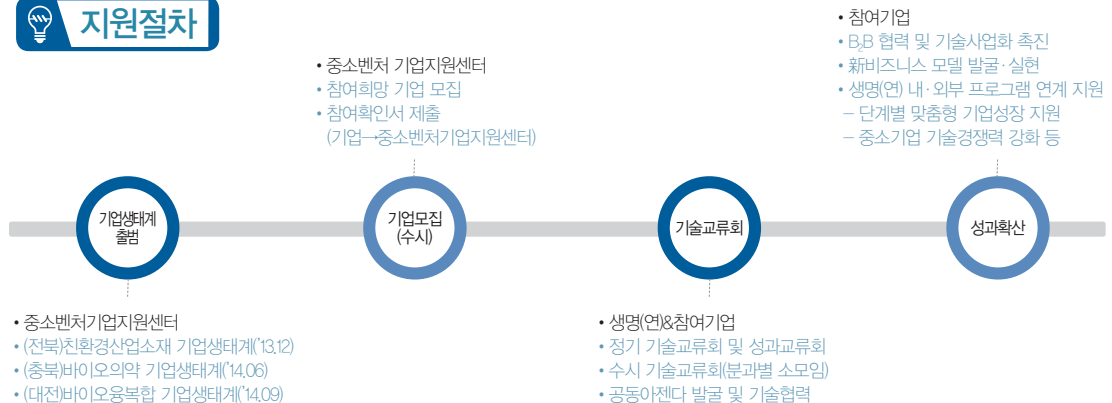 지원절차
• 중소벤처 기업지원센터
• 참여희망 기업 모집
• 참여확인서 제출
(기업→중소벤처기업지원센터)
• 참여기업
• B₂B 협력 및 기술사업화 촉진
• 新비즈니스 모델 발굴·실현
• 생명(연) 내·외부 프로그램 연계 지원
– 단계별 맞춤형 기업성장 지원
– 중소기업 기술경쟁력 강화 등
기업생태계
출범
기업모집
(수시)
기술교류회
성과확산
• 중소벤처기업지원센터
• (전북)친환경산업소재 기업생태계('13.12)
• (충북)바이오의약 기업생태계('14.06)
• (대전)바이오융복합 기업생태계('14.09)
• 생명(연)&참여기업
• 정기 기술교류회 및 성과교류회
• 수시 기술교류회(분과별 소모임)
• 공동아젠다 발굴 및 기술협력